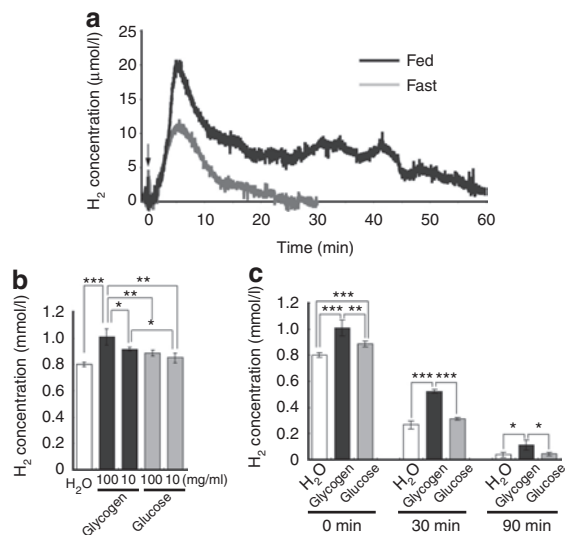 a
H2 concentration (μmol/l)
25
20
15
10
5
0
Fed
Fast
0 10 20 30 40 50 60
Time (min)
b
H2 concentration (mmol/l)
1.2
1.0
0.8
0.6
0.4
0.2
0
*** **
**
* *
H2O 100 10 100 10 (mg/ml)
Glycogen Glucose
c
H2 concentration (mmol/l)
1.2
1.0
0.8
0.6
0.4
0.2
0
***
*** **
*** ***
* *
H2O Glycogen Glucose H2O Glycogen Glucose H2O Glycogen Glucose
0 min 30 min 90 min